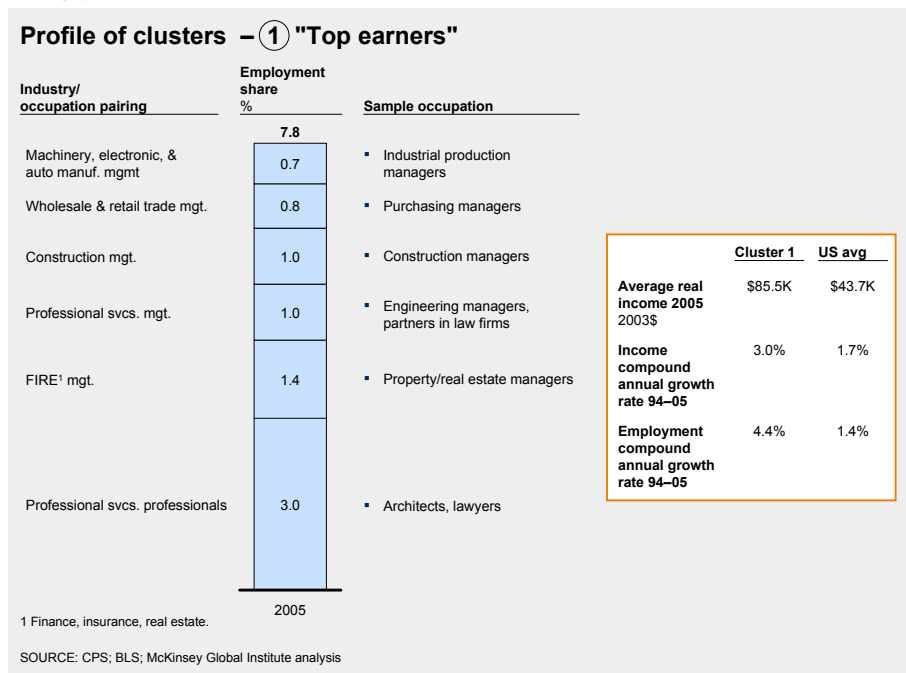 Profile of clusters – 1 "Top earners"
Industry/
occupation pairing
Employment
share
%
Sample occupation
7.8
Machinery, electronic, &
auto manuf. mgmt
0.7
▪ Industrial production
managers
Wholesale & retail trade mgt.
0.8
▪ Purchasing managers
Construction mgt.
1.0
▪ Construction managers
Professional svcs. mgt.
1.0
▪ Engineering managers,
partners in law firms
FIRE¹ mgt.
1.4
▪ Property/real estate managers
Professional svcs. professionals
3.0
▪ Architects, lawyers
2005
Cluster 1 US avg
Average real
income 2005
2003$
$85.5K $43.7K
Income
compound
annual growth
rate 94–05
3.0% 1.7%
Employment
compound
annual growth
rate 94–05
4.4% 1.4%
1 Finance, insurance, real estate.
SOURCE: CPS; BLS; McKinsey Global Institute analysis